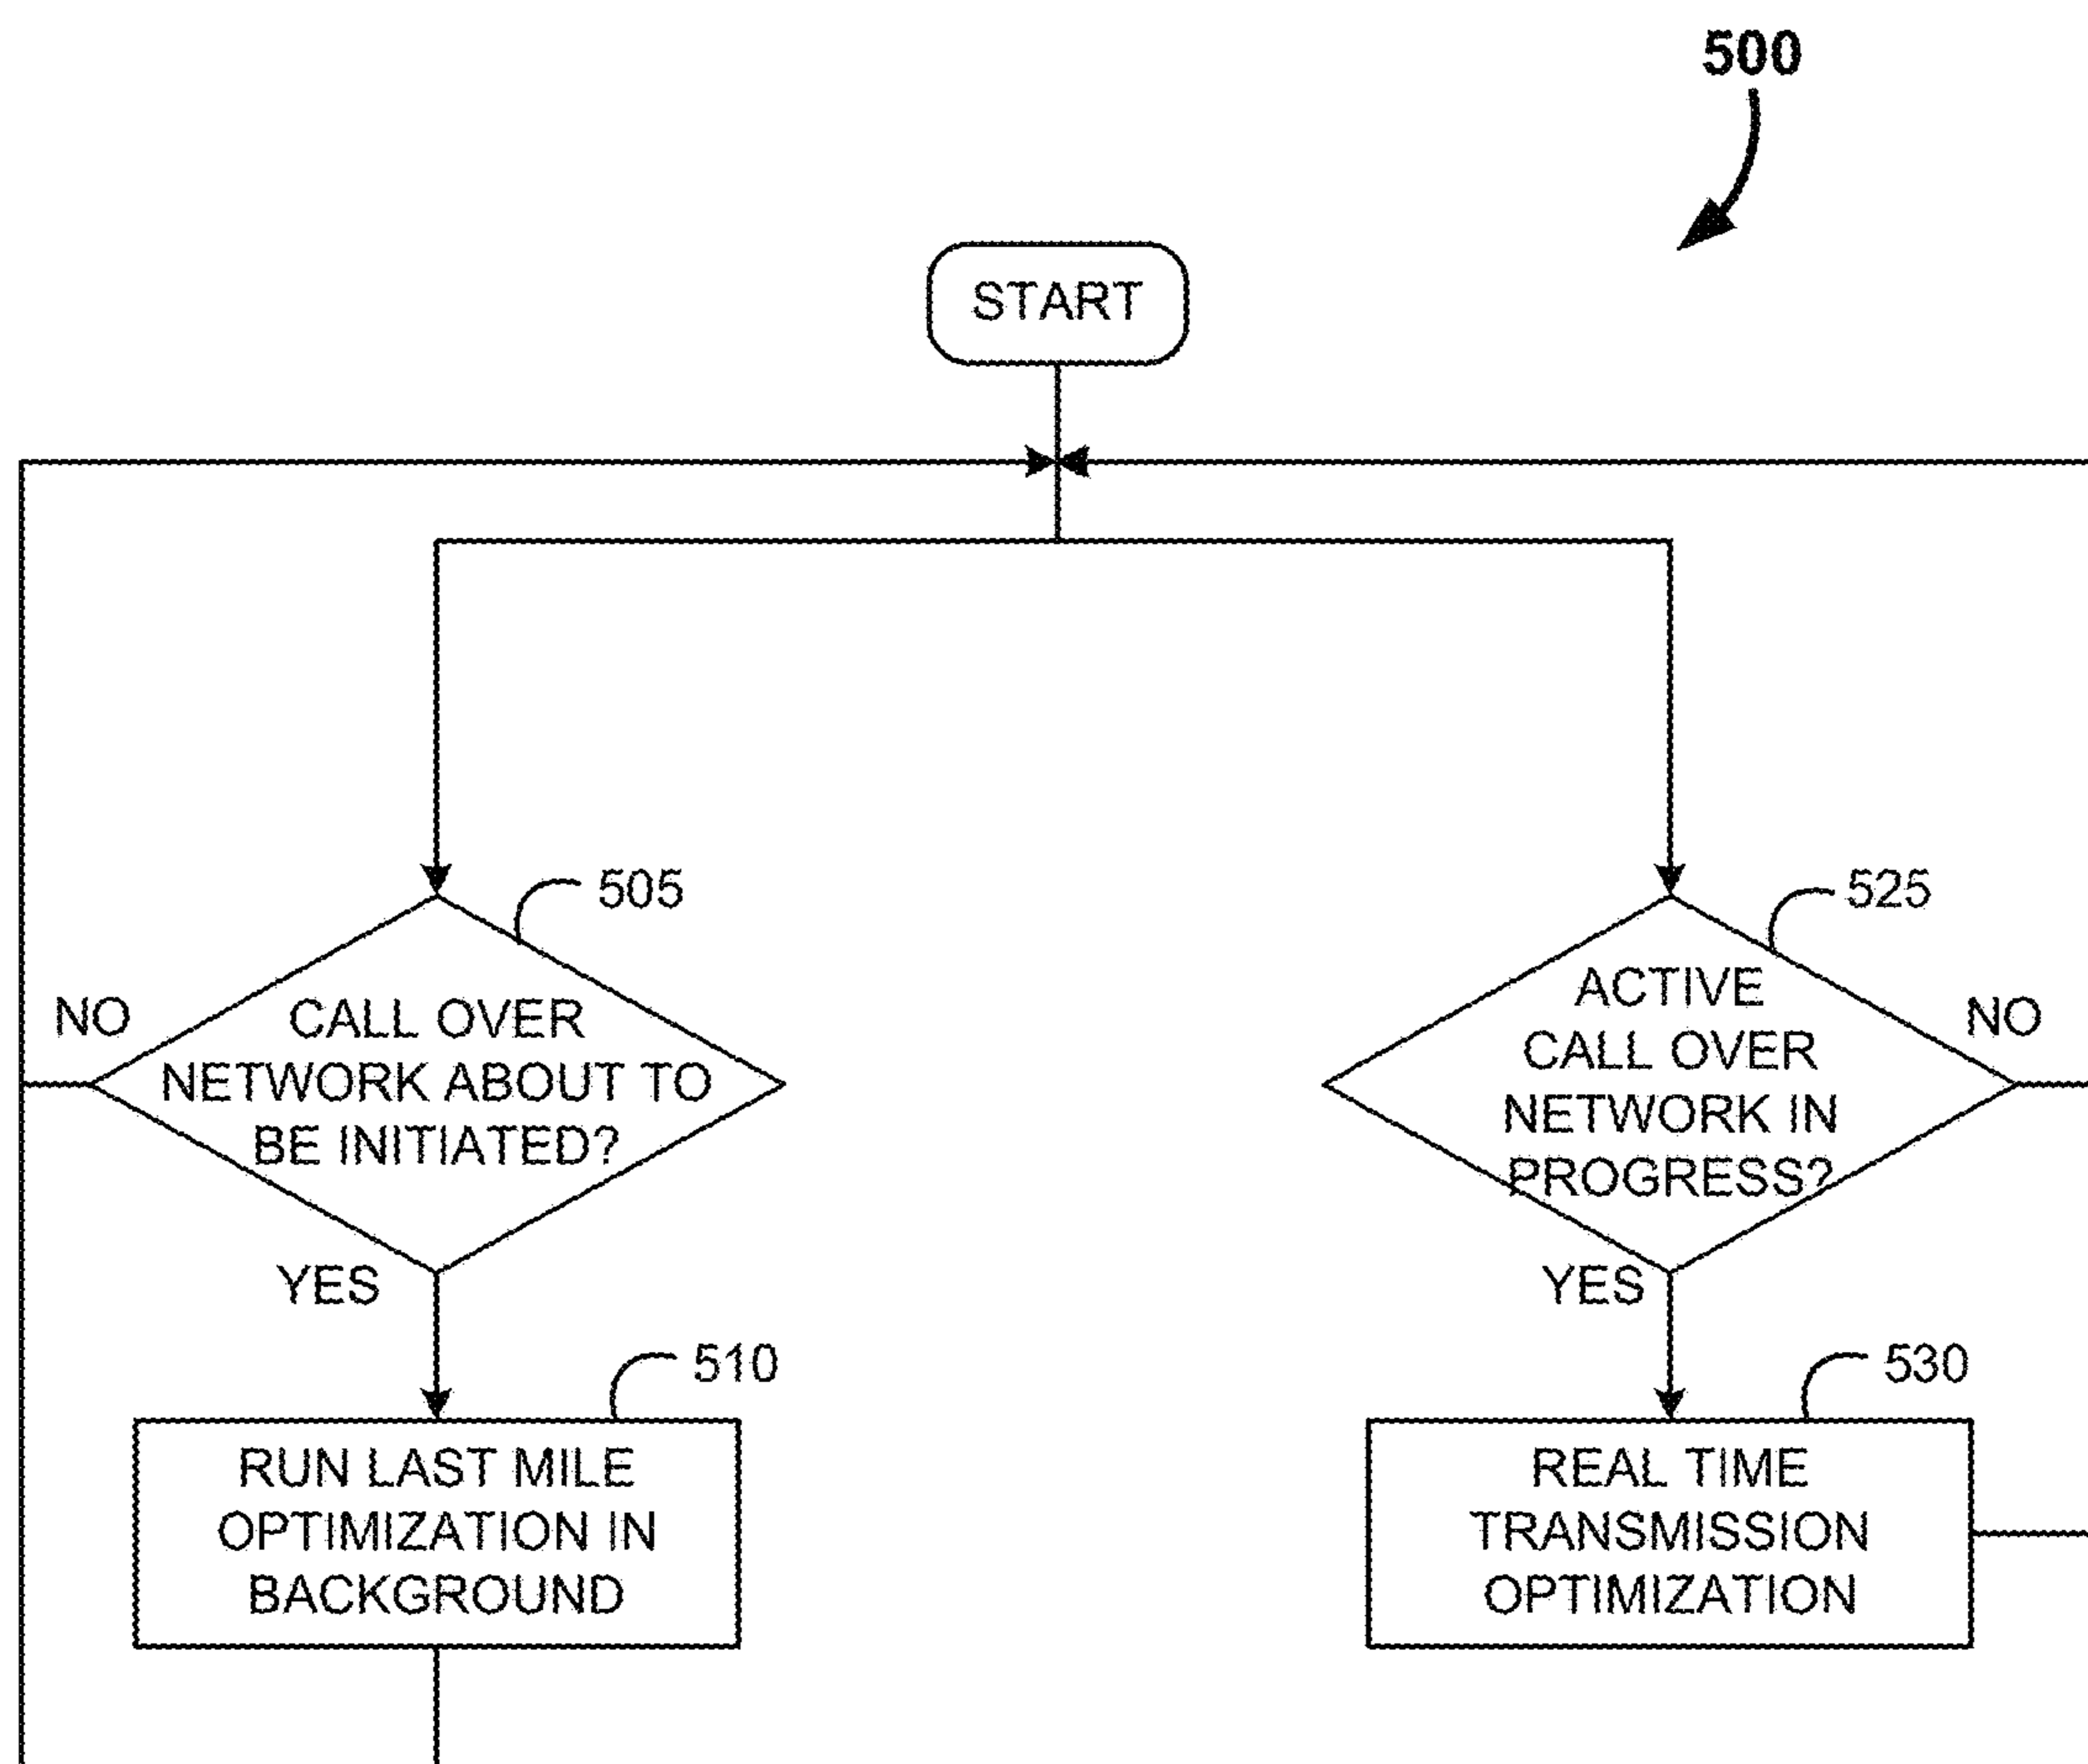 500
START
505
NO
CALL OVER
NETWORK ABOUT TO
BE INITIATED?
YES
510
RUN LAST MILE
OPTIMIZATION IN
BACKGROUND
525
ACTIVE
CALL OVER
NETWORK IN
PROGRESS?
NO
YES
530
REAL TIME
TRANSMISSION
OPTIMIZATION